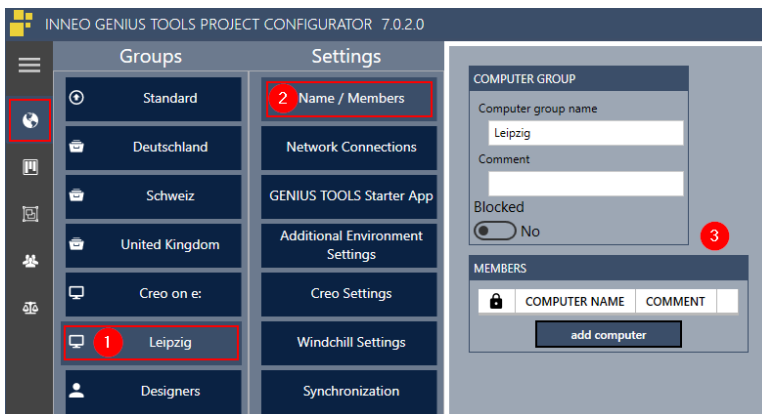 INNEO GENIUS TOOLS PROJECT CONFIGURATOR 7.0.2.0
Groups
Standard
Deutschland
Schweiz
United Kingdom
Creo on e:
1 Leipzig
Designers
Settings
2 Name / Members
Network Connections
GENIUS TOOLS Starter App
Additional Environment
Settings
Creo Settings
Windchill Settings
Synchronization
COMPUTER GROUP
Computer group name
Leipzig
Comment
Blocked
No
3
MEMBERS
COMPUTER NAME COMMENT
add computer